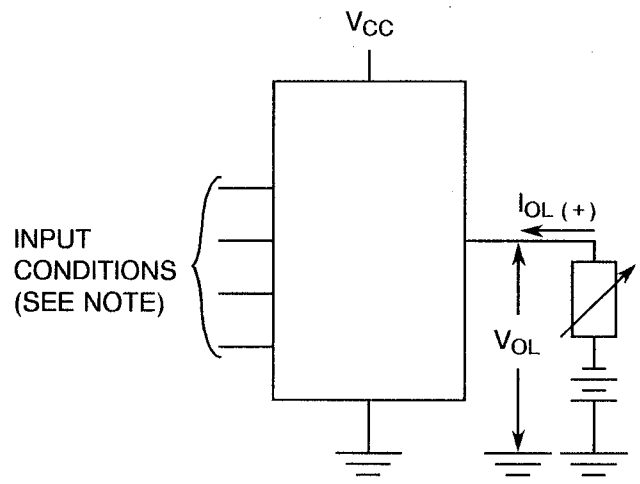 VCC
IOL (+)
INPUT
CONDITIONS
(SEE NOTE)
VOL